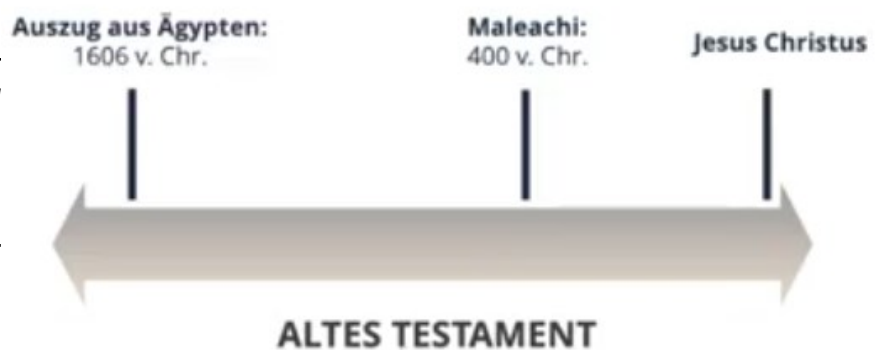 Auszug aus Ägypten:
1606 v. Chr.
Maleachi:
400 v. Chr.
Jesus Christus
ALTES TESTAMENT